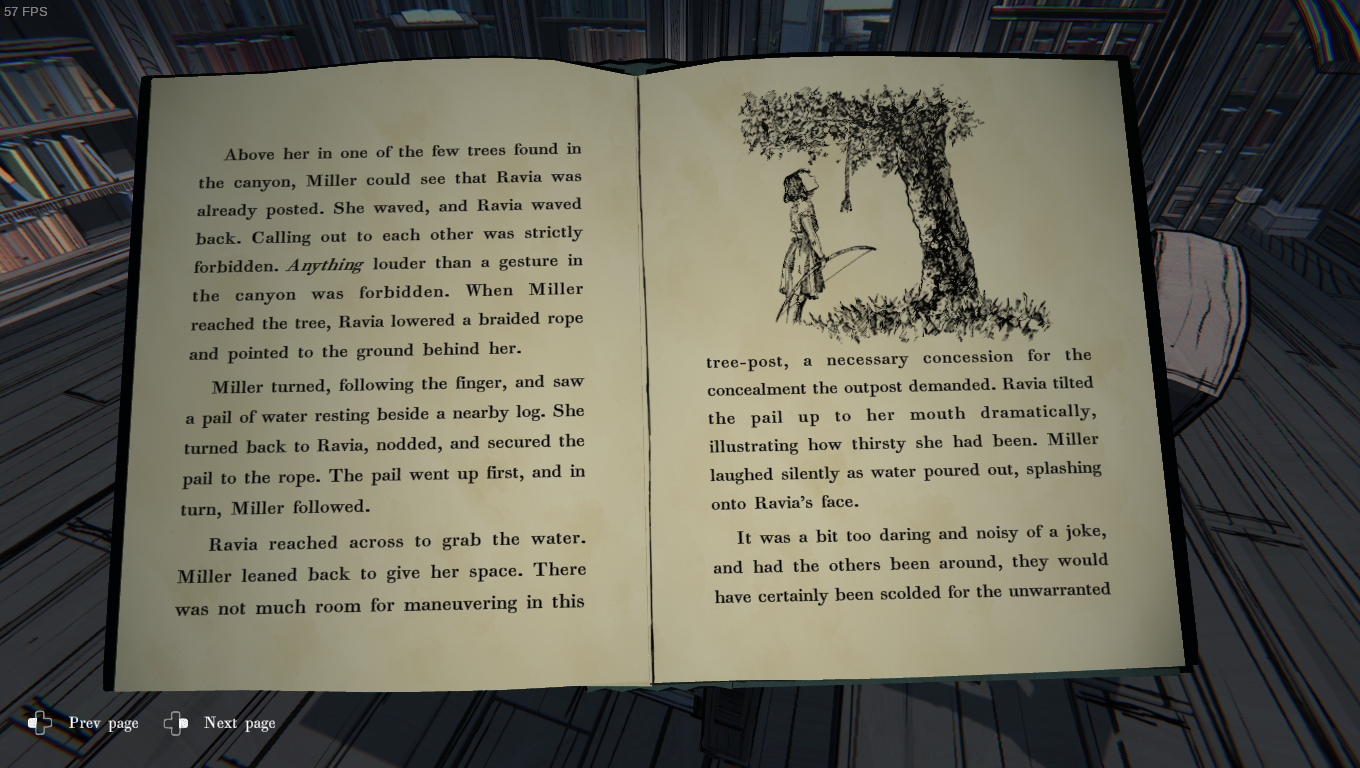 57 FPS
Above her in one of the few trees found in
the canyon, Miller could see that Ravia was
already posted. She waved, and Ravia waved
back. Calling out to each other was strictly
forbidden. Anything louder than a gesture in
the canyon was forbidden. When Miller
reached the tree, Ravia lowered a braided rope
and pointed to the ground behind her.
Miller turned, following the finger, and saw
a pail of water resting beside a nearby log. She
turned back to Ravia, nodded, and secured the
pail to the rope. The pail went up first, and in
turn, Miller followed.
Ravia reached across to grab the water.
Miller leaned back to give her space. There
was not much room for maneuvering in this
tree-post, a necessary concession for the
concealment the outpost demanded. Ravia tilted
the pail up to her mouth dramatically,
illustrating how thirsty she had been. Miller
laughed silently as water poured out, splashing
onto Ravia's face.
It was a bit too daring and noisy of a joke,
and had the others been around, they would
have certainly been scolded for the unwarranted
Prev page
Next page